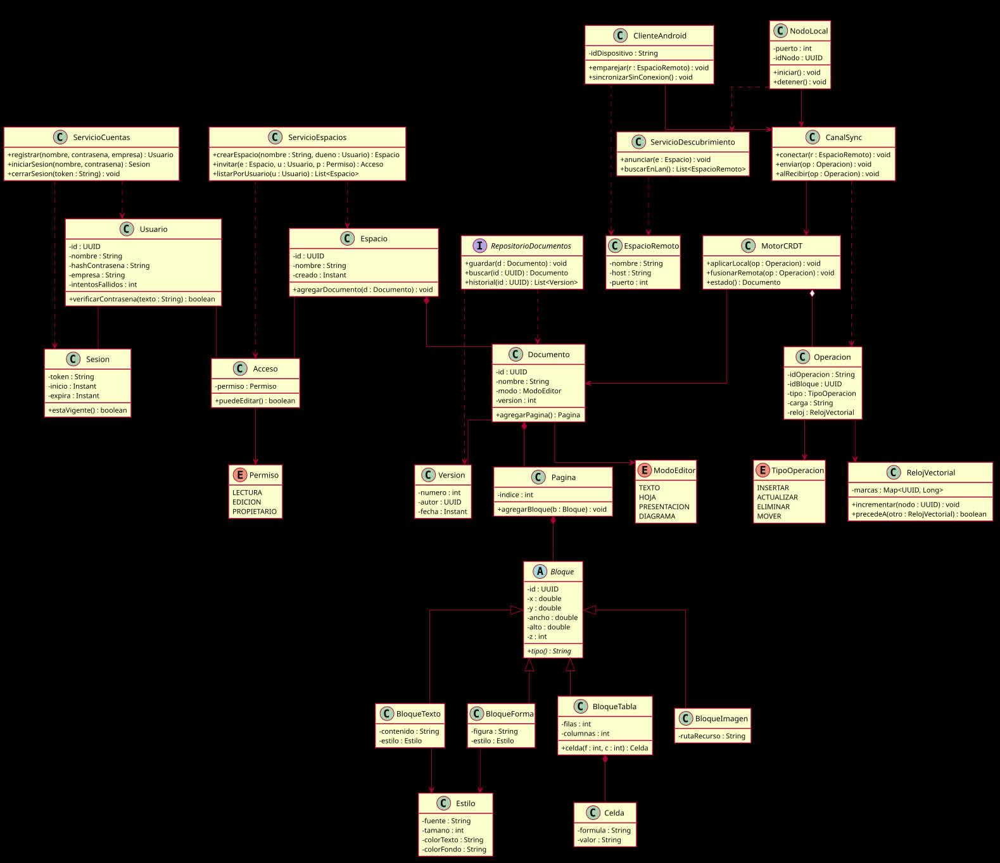 ClienteAndroid
-idDispositivo : String
+emparejar(r : EspacioRemoto) : void
+sincronizarSinConexion() : void
NodoLocal
-puerto : int
-idNodo : UUID
+iniciar() : void
+detener() : void
ServicioCuentas
+registrar(nombre, contrasena, empresa) : Usuario
+iniciarSesion(nombre, contrasena) : Sesion
+cerrarSesion(token : String) : void
ServicioEspacios
+crearEspacio(nombre : String, dueno : Usuario) : Espacio
+invitar(e : Espacio, u : Usuario, p : Permiso) : Acceso
+listarPorUsuario(u : Usuario) : List<Espacio>
ServicioDescubrimiento
+anunciar(e : Espacio) : void
+buscarEnLan() : List<EspacioRemoto>
CanalSync
+conectar(r : EspacioRemoto) : void
+enviar(op : Operacion) : void
+alRecibir(op : Operacion) : void
Usuario
-id : UUID
-nombre : String
-hashContrasena : String
-empresa : String
-intentosFallidos : int
+verificarContrasena(texto : String) : boolean
Espacio
-id : UUID
-nombre : String
-creado : Instant
+agregarDocumento(d : Documento) : void
RepositorioDocumentos
+guardar(d : Documento) : void
+buscar(id : UUID) : Documento
+historial(id : UUID) : List<Version>
EspacioRemoto
-nombre : String
-host : String
-puerto : int
MotorCRDT
+aplicarLocal(op : Operacion) : void
+fusionarRemota(op : Operacion) : void
+estado() : Documento
Sesion
-token : String
-inicio : Instant
-expira : Instant
+estaVigente() : boolean
Acceso
-permiso : Permiso
+puedeEditar() : boolean
Documento
-id : UUID
-nombre : String
-modo : ModoEditor
-version : int
+agregarPagina() : Pagina
Operacion
-idOperacion : String
-idBloque : UUID
-tipo : TipoOperacion
-carga : String
-reloj : RelojVectorial
Permiso
LECTURA
EDICION
PROPIETARIO
Version
-numero : int
-autor : UUID
-fecha : Instant
Pagina
-indice : int
+agregarBloque(b : Bloque) : void
ModoEditor
TEXTO
HOJA
PRESENTACION
DIAGRAMA
TipoOperacion
INSERTAR
ACTUALIZAR
ELIMINAR
MOVER
RelojVectorial
-marcas : Map<UUID, Long>
+incrementar(nodo : UUID) : void
+precedeA(otro : RelojVectorial) : boolean
Bloque
-id : UUID
-x : double
-y : double
-ancho : double
-alto : double
-z : int
+tipo() : String
BloqueTexto
-contenido : String
-estilo : Estilo
BloqueForma
-figura : String
-estilo : Estilo
BloqueTabla
-filas : int
-columnas : int
+celda(f : int, c : int) : Celda
BloqueImagen
-rutaRecurso : String
Estilo
-fuente : String
-tamano : int
-colorTexto : String
-colorFondo : String
Celda
-formula : String
-valor : String